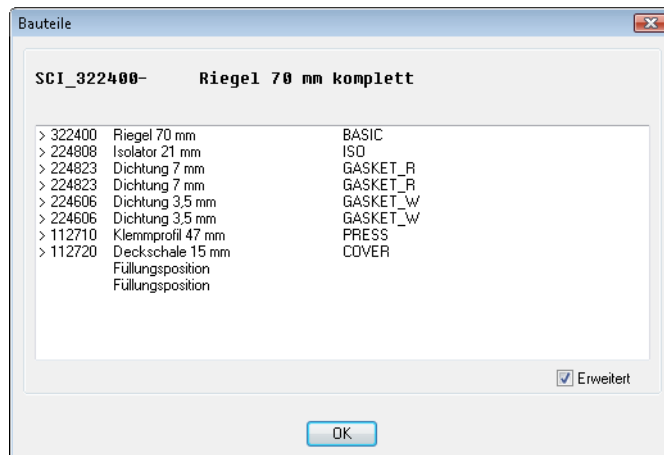 Bauteile
SCI_322400- Riegel 70 mm komplett
> 322400 Riegel 70 mm BASIC
> 224808 Isolator 21 mm ISO
> 224823 Dichtung 7 mm GASKET_R
> 224823 Dichtung 7 mm GASKET_R
> 224606 Dichtung 3,5 mm GASKET_W
> 224606 Dichtung 3,5 mm GASKET_W
> 112710 Klemmprofil 47 mm PRESS
> 112720 Deckschale 15 mm COVER
Füllungsposition
Füllungsposition
Erweitert
OK